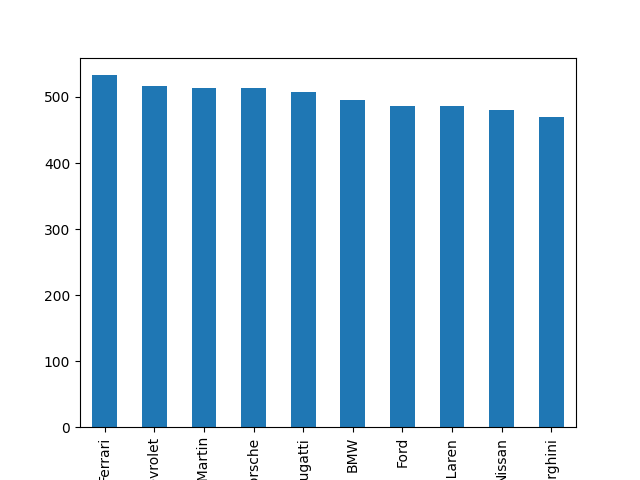 500
400
300
200
100
0
Ferrari
vrolet
Martin
orsche
ugatti
BMW
Ford
Laren
Nissan
rghini